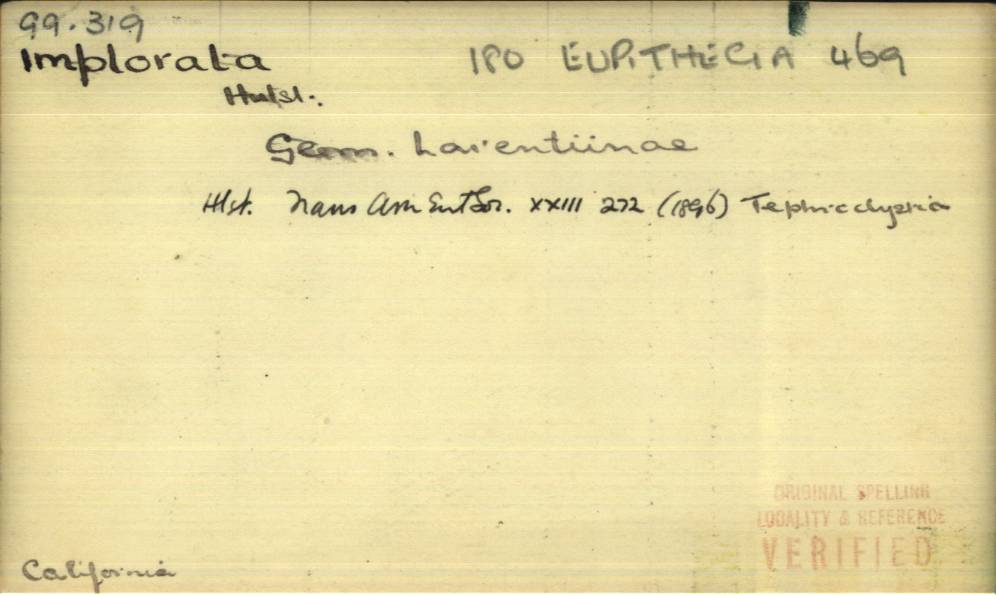 99.319
Implorata 180 EUPITHECIA 469
Hulst.
Geom. Larentiinae
Hlst. Trans Am Ent Soc. XXIII 272 (1896) Tephroclystia
ORIGINAL SPELLING
LOCALITY & REFERENCE
VERIFIED
California